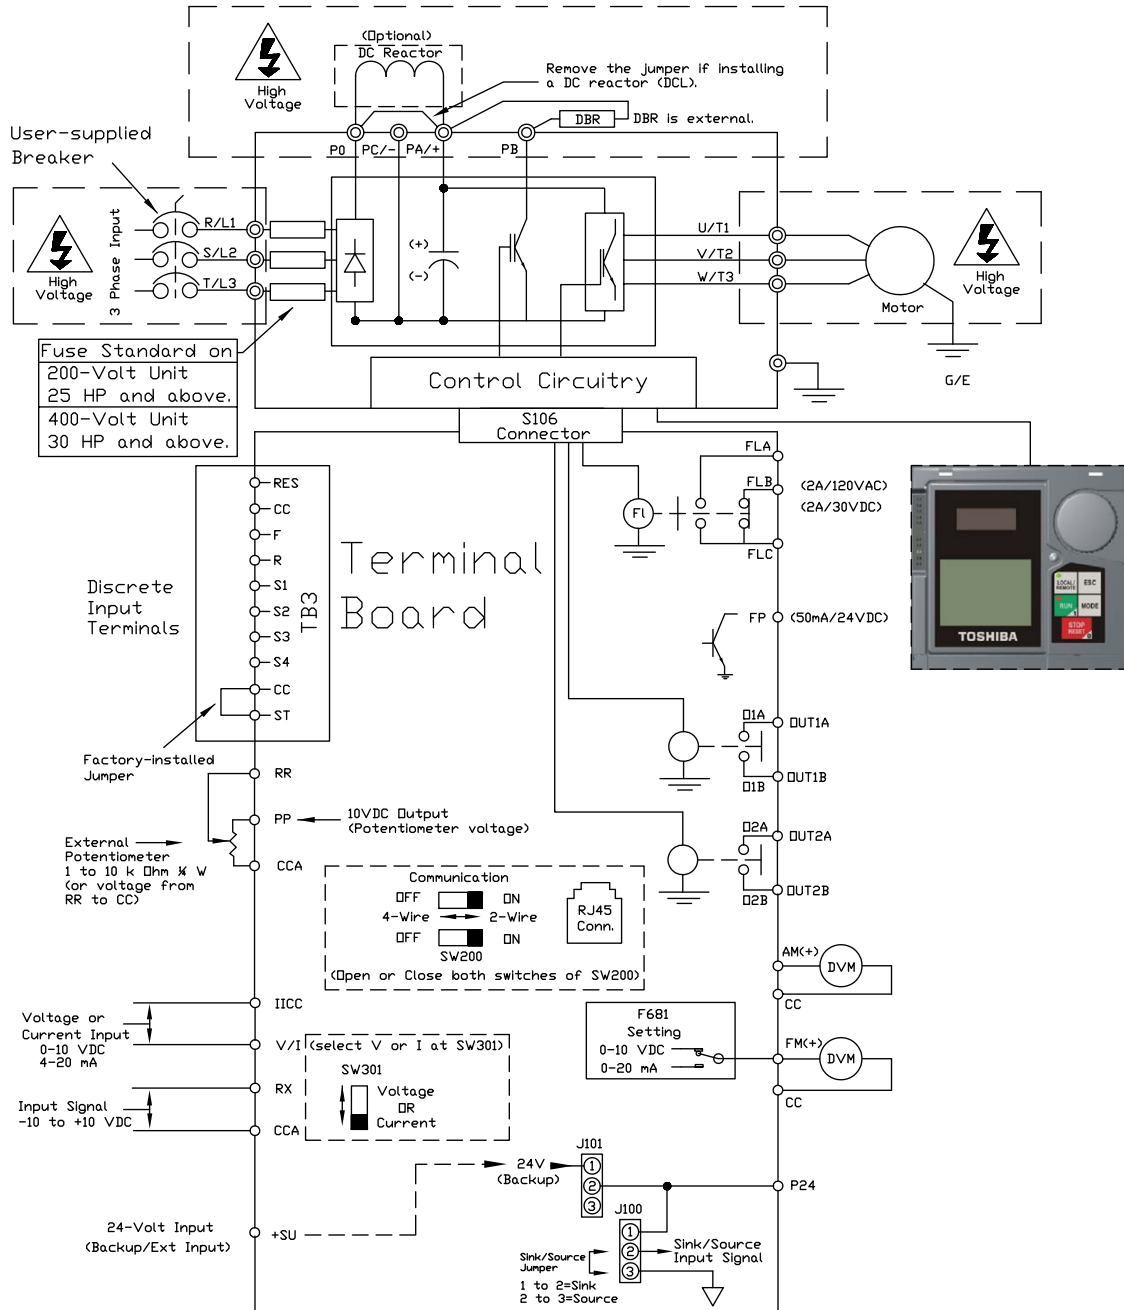 (Optional)
DC Reactor
High
Voltage
Remove the jumper if installing
a DC reactor (DCL).
DBR
DBR is external.
User-supplied
Breaker
PO
PC/-
PA/+
PB
3 Phase Input
High
Voltage
R/L1
S/L2
T/L3
(+)
(-)
U/T1
V/T2
W/T3
Motor
High
Voltage
G/E
Fuse Standard on
200-Volt Unit
25 HP and above.
400-Volt Unit
30 HP and above.
Control Circuitry
S106
Connector
Discrete
Input
Terminals
RES
CC
F
R
S1
S2
S3
S4
CC
ST
TB3
Terminal
Board
Factory-installed
Jumper
FLA
FLB
(2A/120VAC)
(2A/30VDC)
Fl
FLC
FP
(50mA/24VDC)
LOCAL/
REMOTE
ESC
RUN
MODE
STOP
RESET
TOSHIBA
O1A
OUT1A
O1B
OUT1B
O2A
OUT2A
O2B
OUT2B
RR
PP
10VDC Output
(Potentiometer voltage)
CCA
External
Potentiometer
1 to 10 k Ohm ¼ W
(or voltage from
RR to CC)
Communication
OFF
ON
4-Wire
2-Wire
OFF
ON
SW200
(Open or Close both switches of SW200)
RJ45
Conn.
AM(+)
DVM
CC
F681
Setting
0-10 VDC
0-20 mA
FM(+)
DVM
CC
IICC
Voltage or
Current Input
0-10 VDC
4-20 mA
V/I
(select V or I at SW301)
SW301
Voltage
OR
Current
RX
Input Signal
-10 to +10 VDC
CCA
24-Volt Input
(Backup/Ext Input)
+SU
24V
(Backup)
J101
1
2
3
P24
J100
1
2
3
Sink/Source
Input Signal
Sink/Source
Jumper
1 to 2=Sink
2 to 3=Source